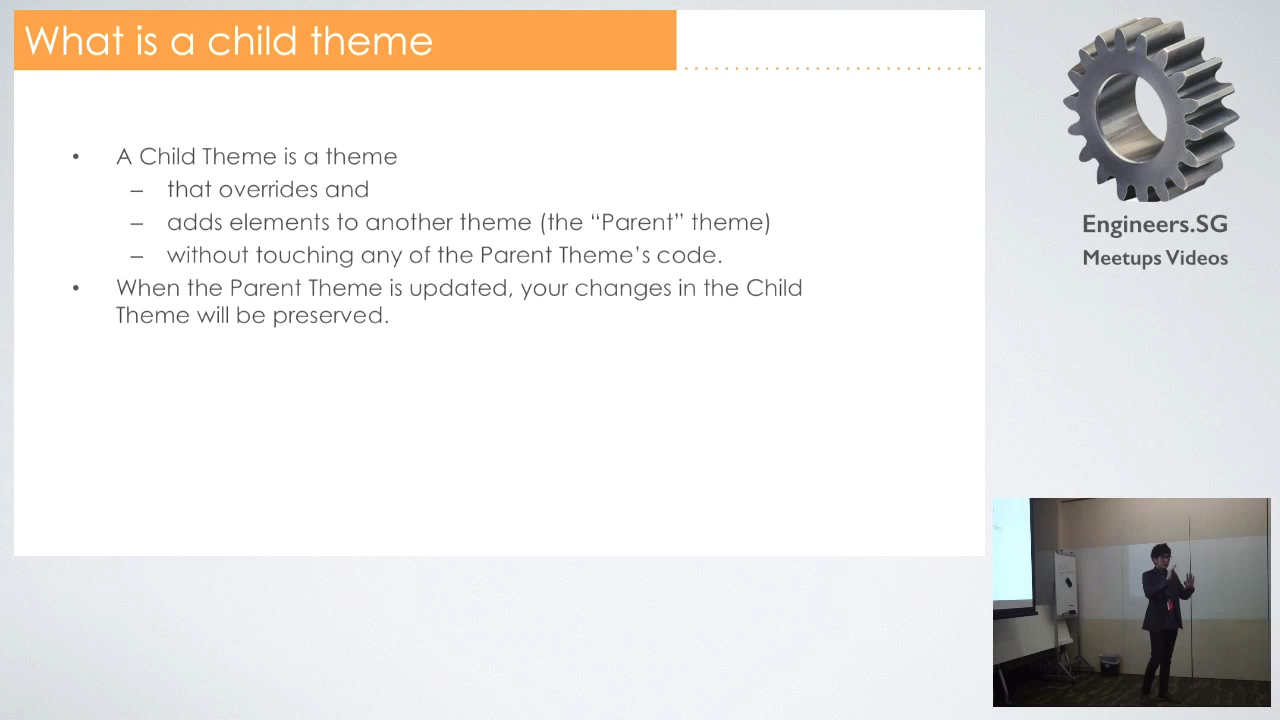 What is a child theme
• A Child Theme is a theme
– that overrides and
– adds elements to another theme (the “Parent” theme)
– without touching any of the Parent Theme’s code.
• When the Parent Theme is updated, your changes in the Child
Theme will be preserved.
Engineers.SG
Meetups Videos